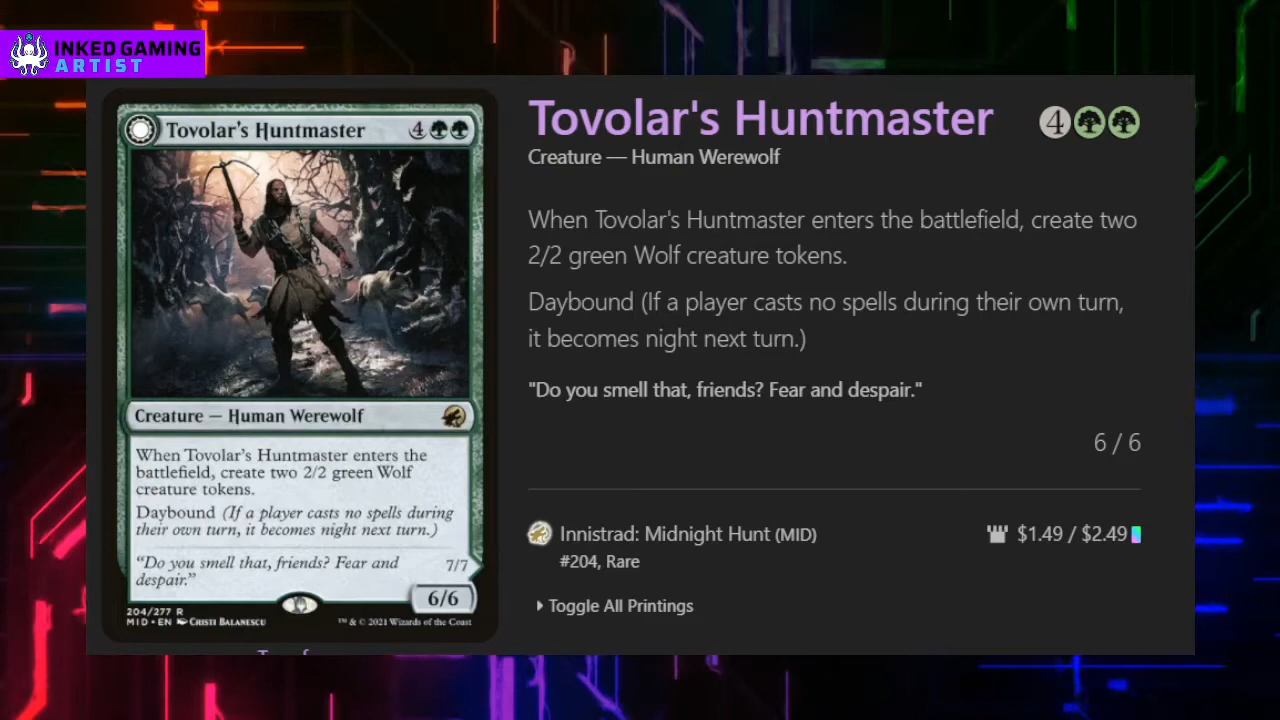 INKED GAMING
ARTIST
Tovolar's Huntmaster 4
Creature — Human Werewolf
When Tovolar's Huntmaster enters the
battlefield, create two 2/2 green Wolf
creature tokens.
Daybound (If a player casts no spells during
their own turn, it becomes night next turn.)
"Do you smell that, friends? Fear and
despair."
7/7
6/6
204/277 R
MID • EN CRISTI BALANESCU
™ & © 2021 Wizards of the Coast
Tovolar's Huntmaster 4
Creature — Human Werewolf
When Tovolar's Huntmaster enters the battlefield, create two
2/2 green Wolf creature tokens.
Daybound (If a player casts no spells during their own turn,
it becomes night next turn.)
"Do you smell that, friends? Fear and despair."
6 / 6
Innistrad: Midnight Hunt (MID)
#204, Rare
$1.49 / $2.49
Toggle All Printings